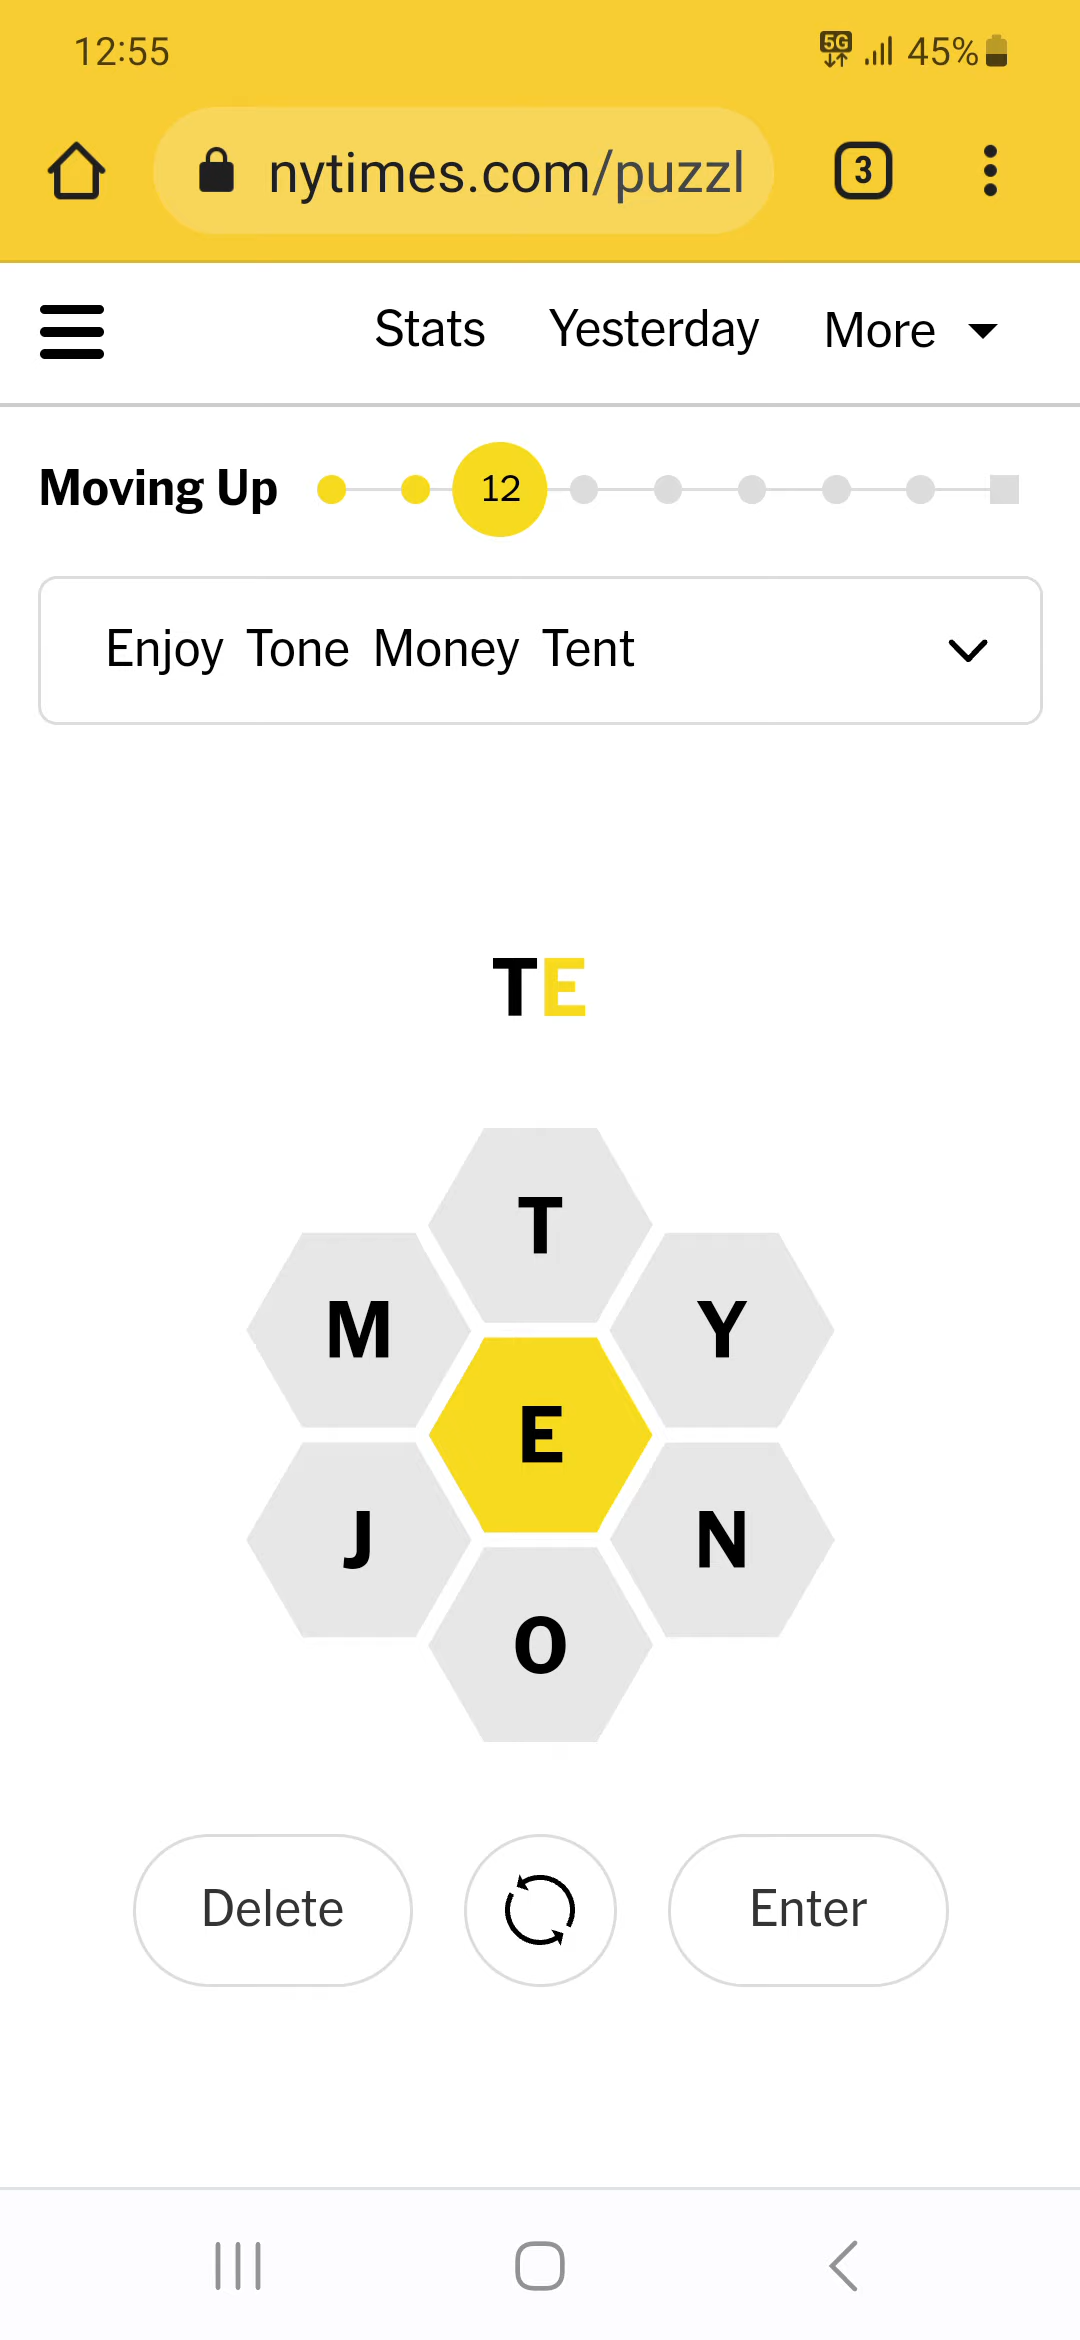 12:55 5G 45%
nytimes.com/puzzl 3
Stats Yesterday More
Moving Up 12
Enjoy Tone Money Tent
TE
T
M Y
E
J N
O
Delete Enter